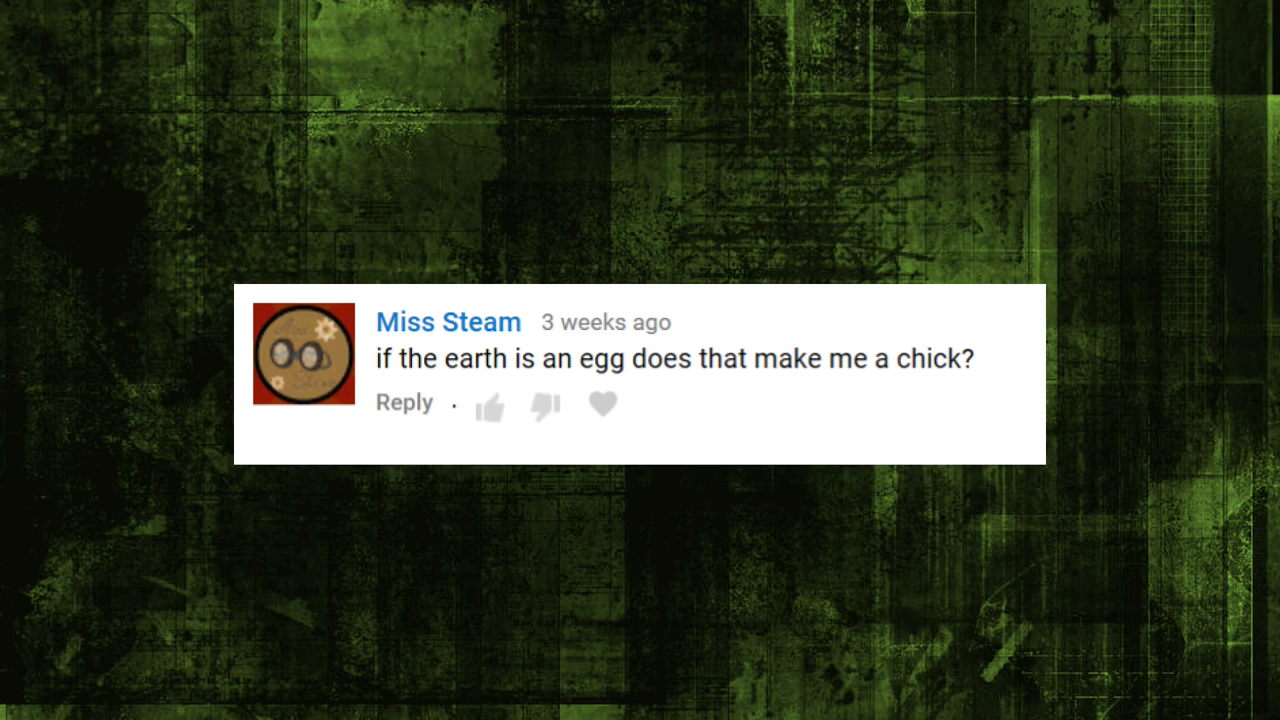 Miss Steam 3 weeks ago
if the earth is an egg does that make me a chick?
Reply ·